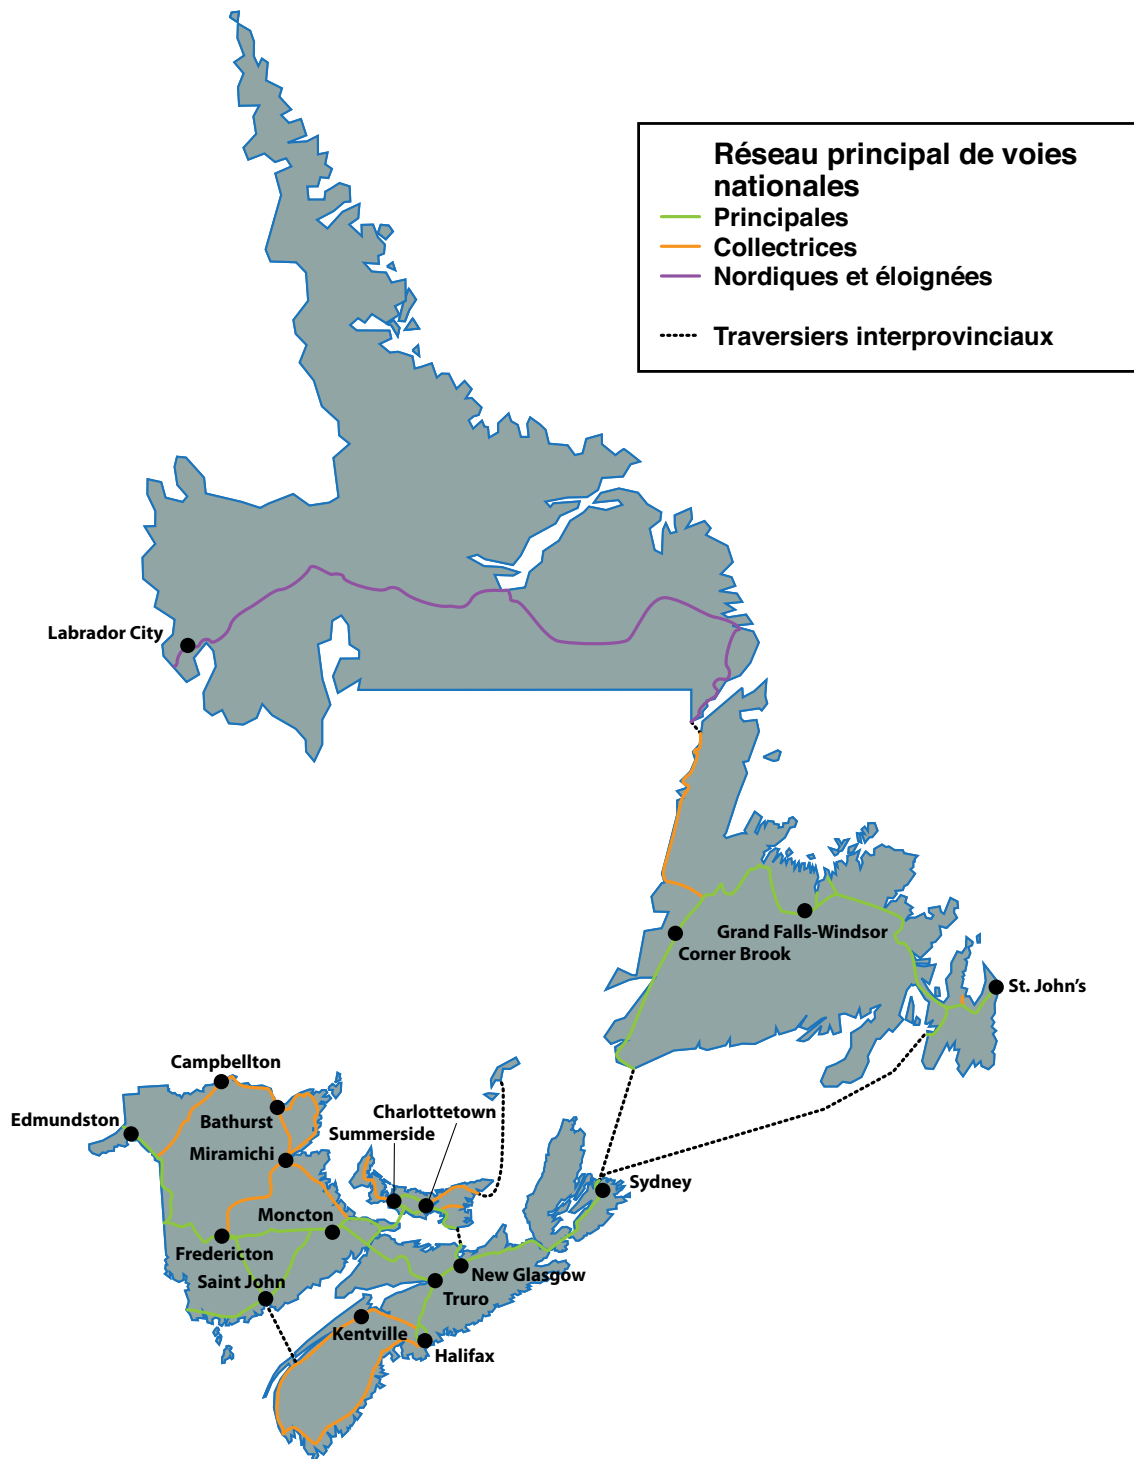 Réseau principal de voies
nationales
Principales
Collectrices
Nordiques et éloignées
Traversiers interprovinciaux
Labrador City
Grand Falls-Windsor
Corner Brook
St. John's
Campbellton
Edmundston
Bathurst
Charlottetown
Summerside
Miramichi
Sydney
Moncton
Fredericton
New Glasgow
Saint John
Truro
Kentville
Halifax